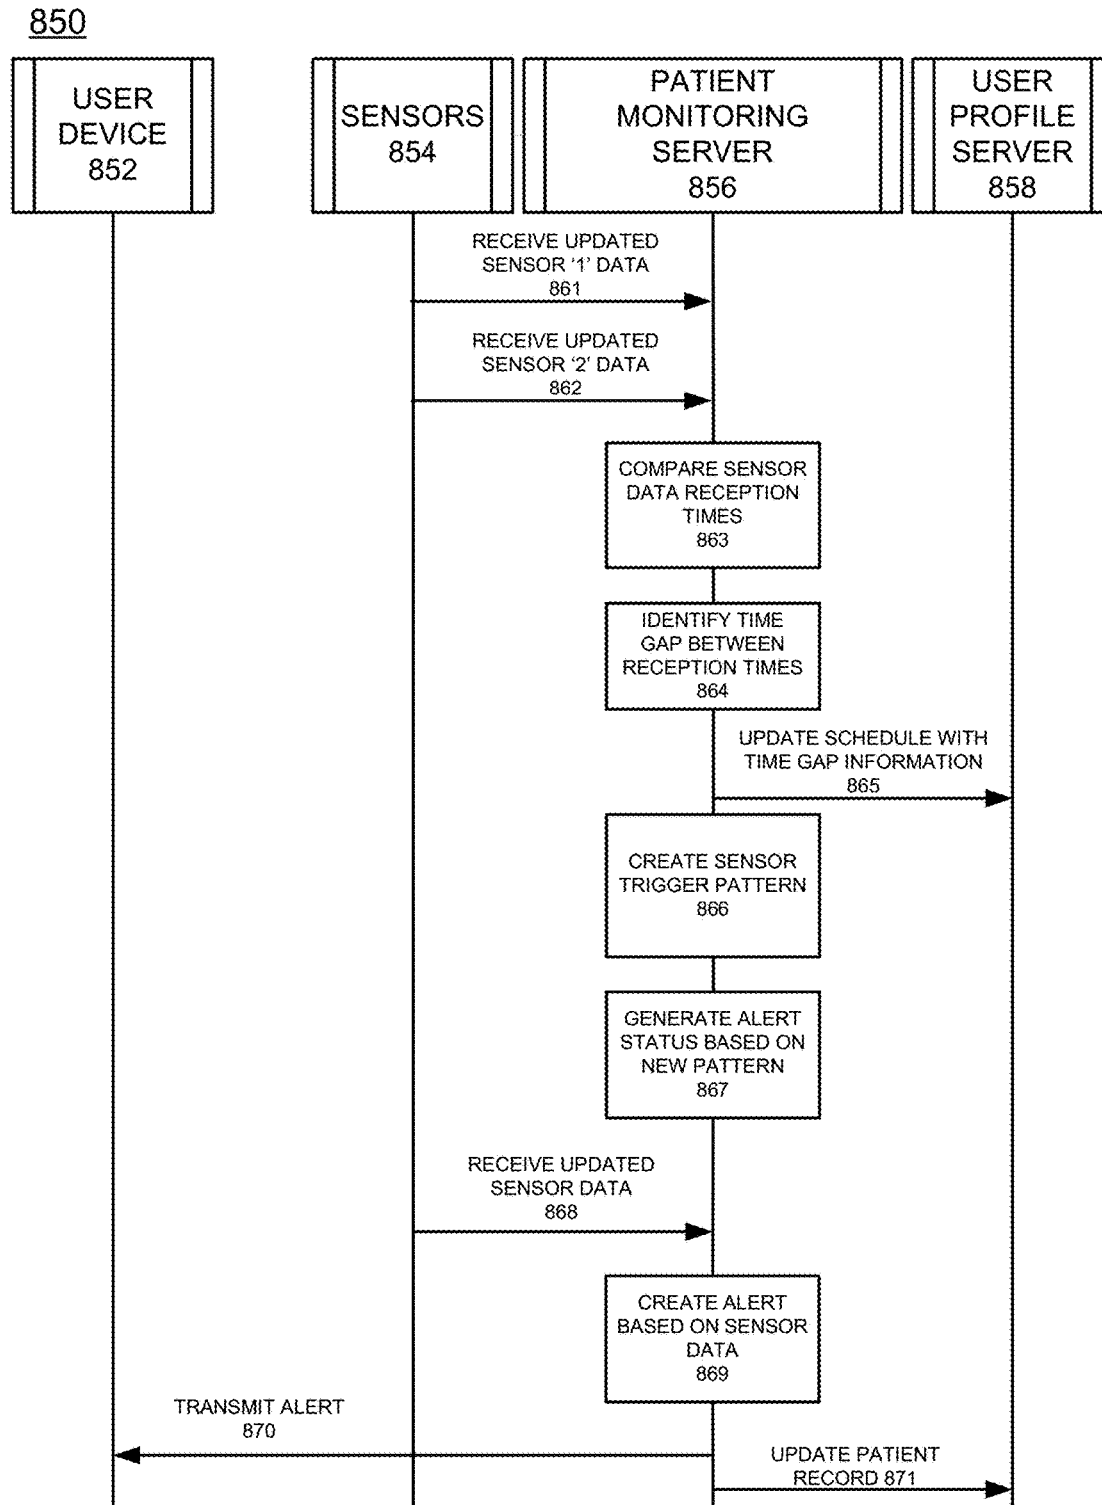 850
USER
DEVICE
852
SENSORS
854
PATIENT
MONITORING
SERVER
856
USER
PROFILE
SERVER
858
RECEIVE UPDATED
SENSOR '1' DATA
861
RECEIVE UPDATED
SENSOR '2' DATA
862
COMPARE SENSOR
DATA RECEPTION
TIMES
863
IDENTIFY TIME
GAP BETWEEN
RECEPTION TIMES
864
UPDATE SCHEDULE WITH
TIME GAP INFORMATION
865
CREATE SENSOR
TRIGGER PATTERN
866
GENERATE ALERT
STATUS BASED ON
NEW PATTERN
867
RECEIVE UPDATED
SENSOR DATA
868
CREATE ALERT
BASED ON SENSOR
DATA
869
TRANSMIT ALERT
870
UPDATE PATIENT
RECORD 871